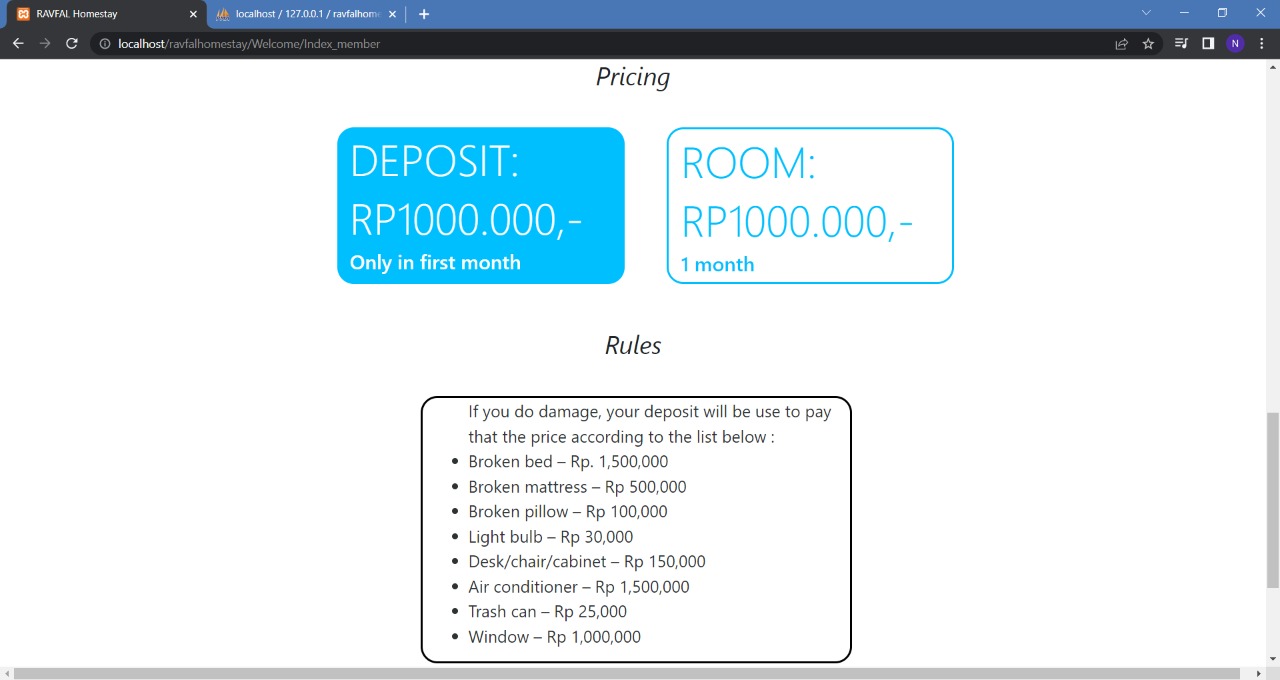 RAVFAL Homestay
localhost / 127.0.0.1 / ravfalhome
localhost/ravfalhomestay/Welcome/Index_member
N
Pricing
DEPOSIT:
RP1000.000,-
Only in first month
ROOM:
RP1000.000,-
1 month
Rules
If you do damage, your deposit will be use to pay
that the price according to the list below :
• Broken bed – Rp. 1,500,000
• Broken mattress – Rp 500,000
• Broken pillow – Rp 100,000
• Light bulb – Rp 30,000
• Desk/chair/cabinet – Rp 150,000
• Air conditioner – Rp 1,500,000
• Trash can – Rp 25,000
• Window – Rp 1,000,000